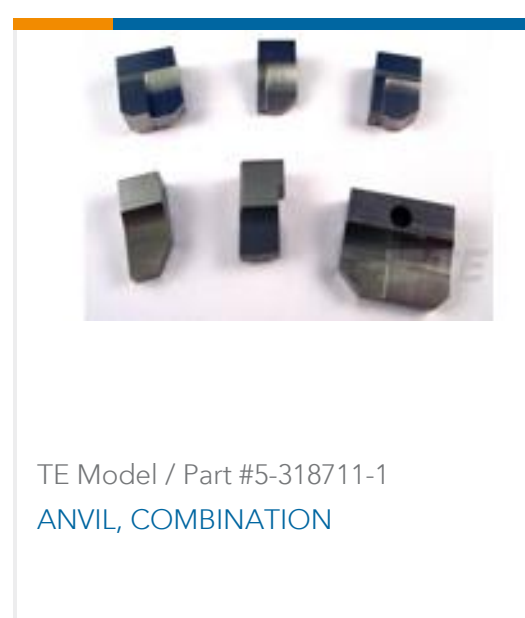 TE Model / Part #5-318711-1
ANVIL, COMBINATION